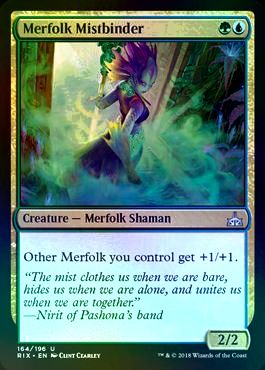 Merfolk Mistbinder
Creature — Merfolk Shaman
Other Merfolk you control get +1/+1.
“The mist clothes us when we are bare,
hides us when we are alone, and unites us
when we are together.”
—Nirit of Pashona's band
2/2
164/196 U
RIX • EN CLINT CEARLEY
™ & © 2018 Wizards of the Coast